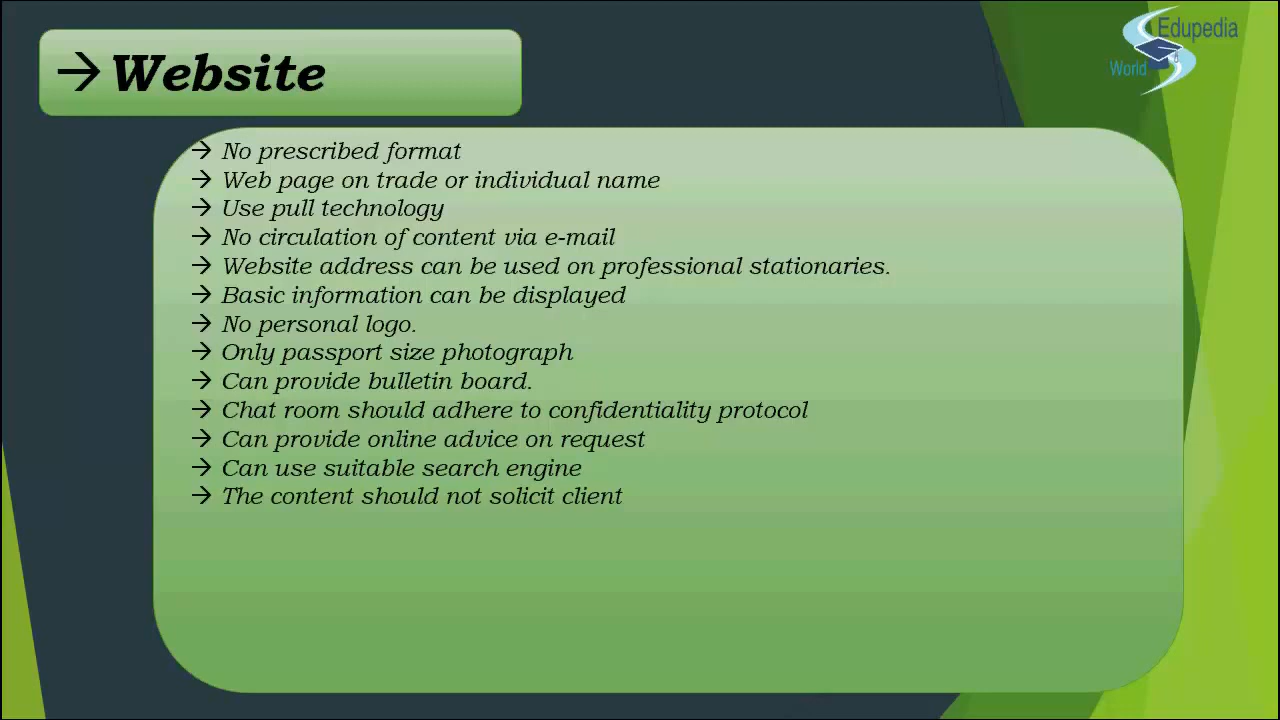 →Website
Edupedia
World
→ No prescribed format
→ Web page on trade or individual name
→ Use pull technology
→ No circulation of content via e-mail
→ Website address can be used on professional stationaries.
→ Basic information can be displayed
→ No personal logo.
→ Only passport size photograph
→ Can provide bulletin board.
→ Chat room should adhere to confidentiality protocol
→ Can provide online advice on request
→ Can use suitable search engine
→ The content should not solicit client